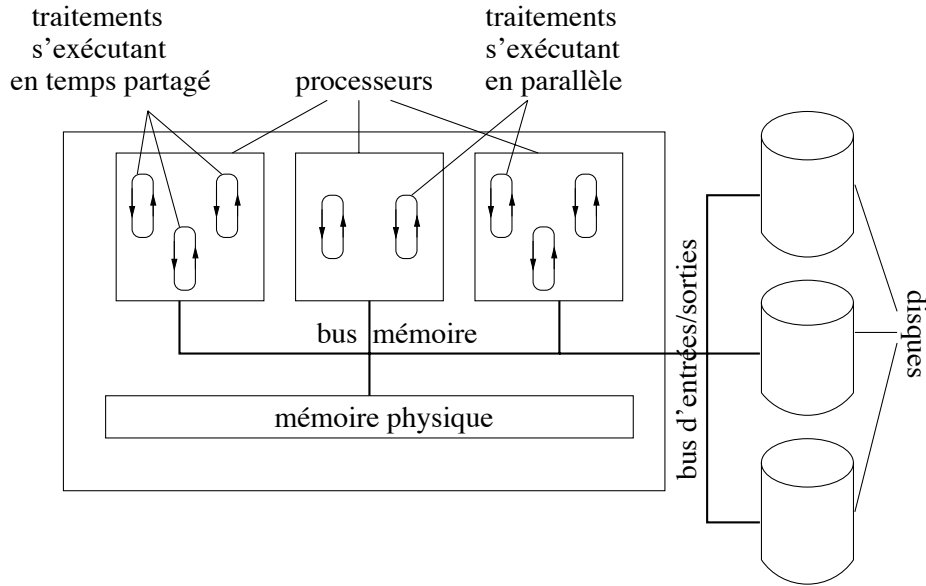 traitements
s’exécutant
en temps partagé
processeurs
traitements
s’exécutant
en parallèle
bus mémoire
mémoire physique
bus d’entrées/sorties
disques